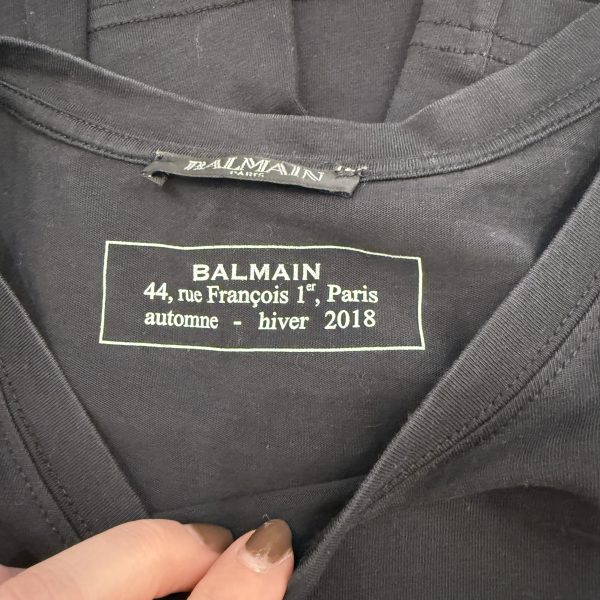 BALMAIN
PARIS
BALMAIN
44, rue François 1er, Paris
automne - hiver 2018